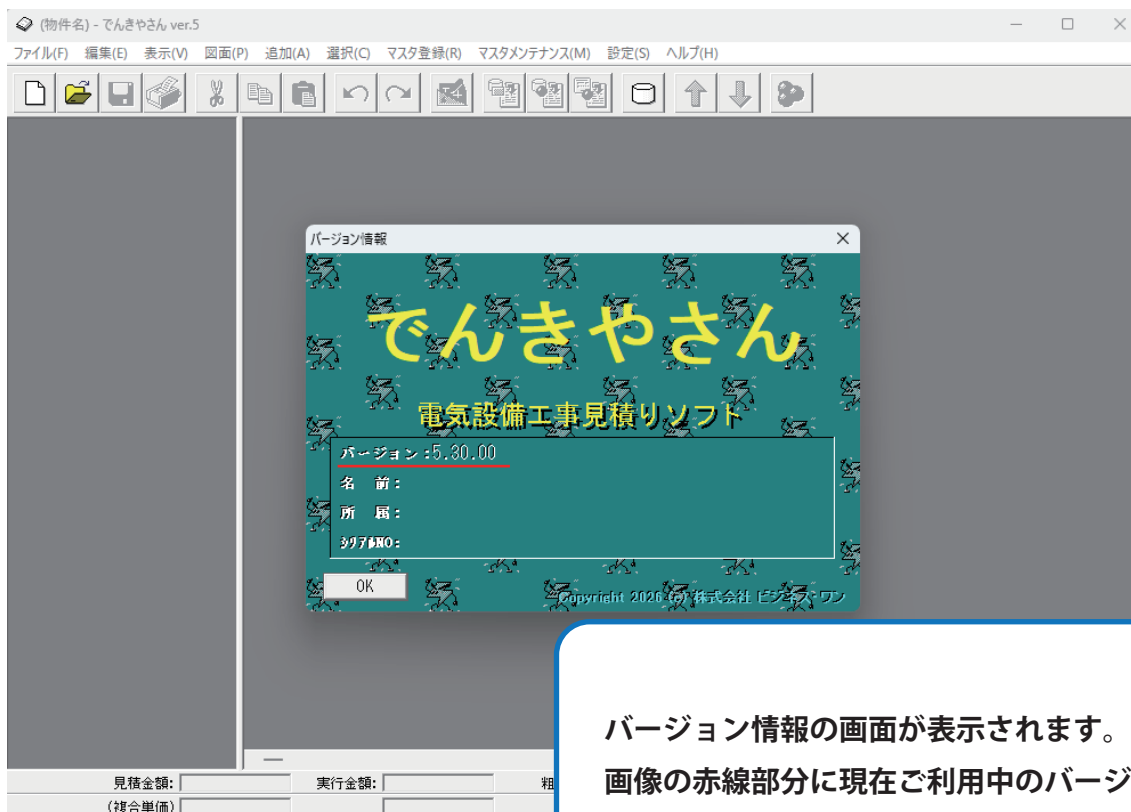 (物件名) - でんきやさん ver.5
ファイル(F) 編集(E) 表示(V) 図面(P) 追加(A) 選択(C) マスタ登録(R) マスタメンテナンス(M) 設定(S) ヘルプ(H)
バージョン情報
でんきやさん
電気設備工事見積りソフト
バージョン:5.30.00
名 前:
所 属:
シリアルNO:
OK
Copyright 2026 (c) 株式会社 ビジネス・ワン
バージョン情報の画面が表示されます。
画像の赤線部分に現在ご利用中のバージ
見積金額: 実行金額: 粗
(複合単価)